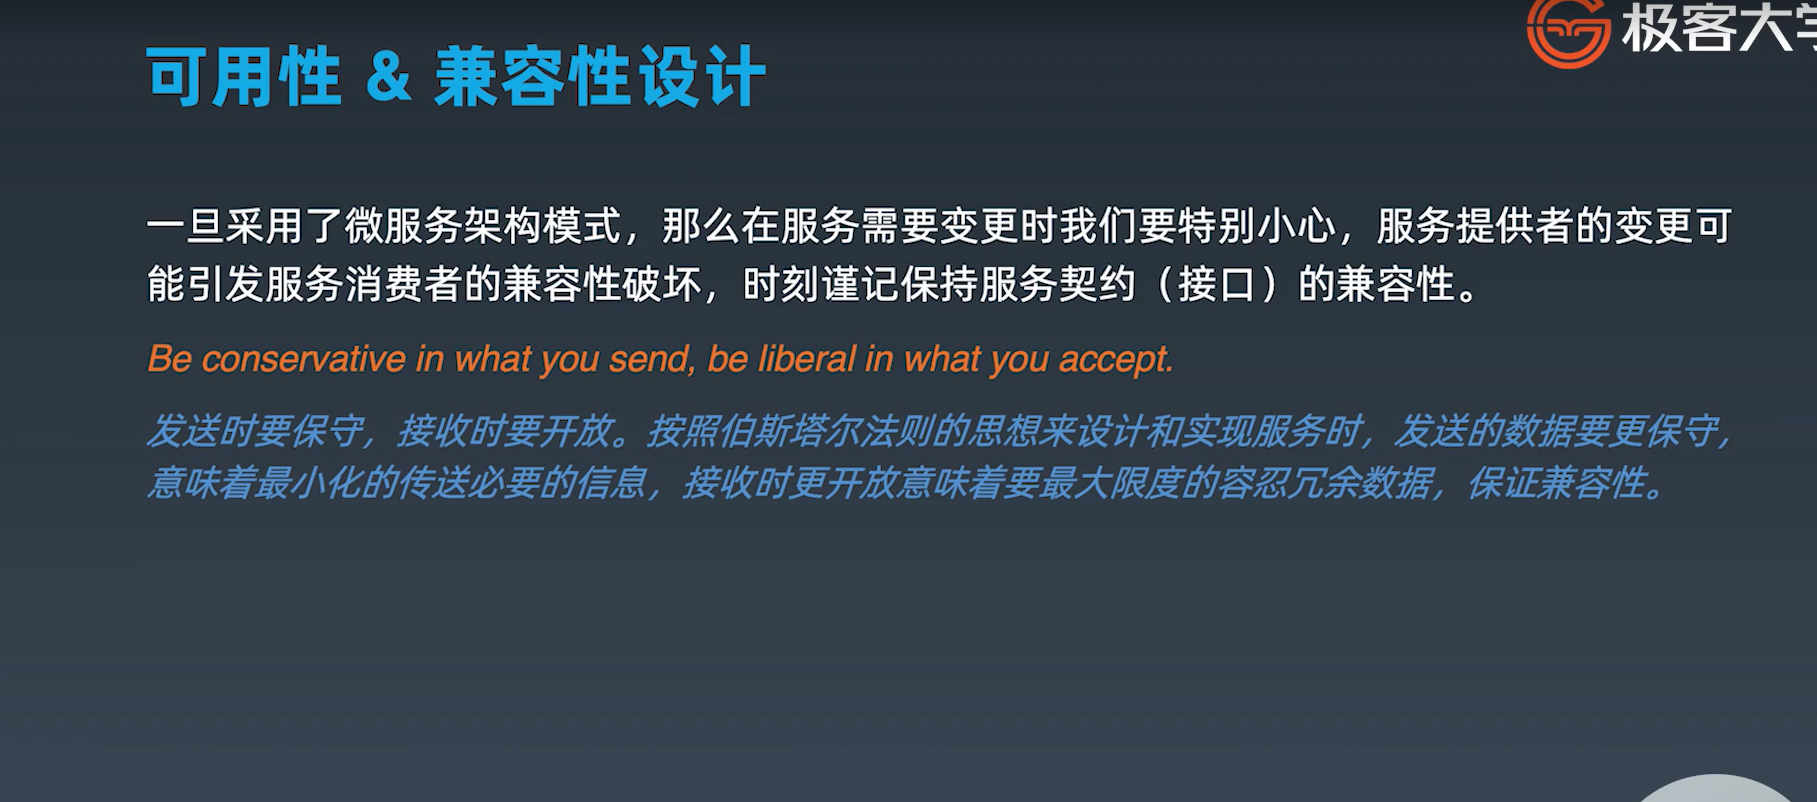 极客大学
可用性 & 兼容性设计
一旦采用了微服务架构模式，那么在服务需要变更时我们要特别小心，服务提供者的变更可
能引发服务消费者的兼容性破坏，时刻谨记保持服务契约（接口）的兼容性。
Be conservative in what you send, be liberal in what you accept.
发送时要保守，接收时要开放。按照伯斯塔尔法则的思想来设计和实现服务时，发送的数据要更保守，
意味着最小化的传送必要的信息，接收时更开放意味着要最大限度的容忍冗余数据，保证兼容性。